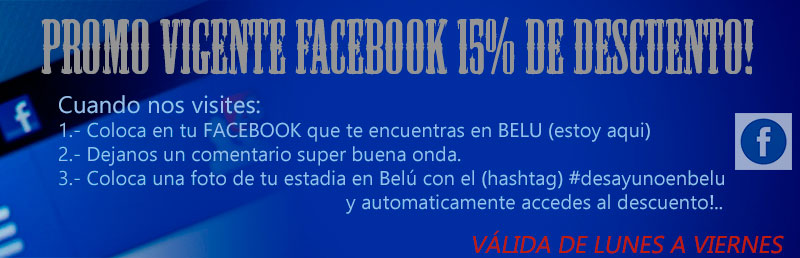 PROMO VIGENTE FACEBOOK 15% DE DESCUENTO!
Cuando nos visites:
1.- Coloca en tu FACEBOOK que te encuentras en BELU (estoy aqui)
2.- Dejanos un comentario super buena onda.
3.- Coloca una foto de tu estadia en Belú con el (hashtag) #desayunoenbelu
y automaticamente accedes al descuento!..
VÁLIDA DE LUNES A VIERNES